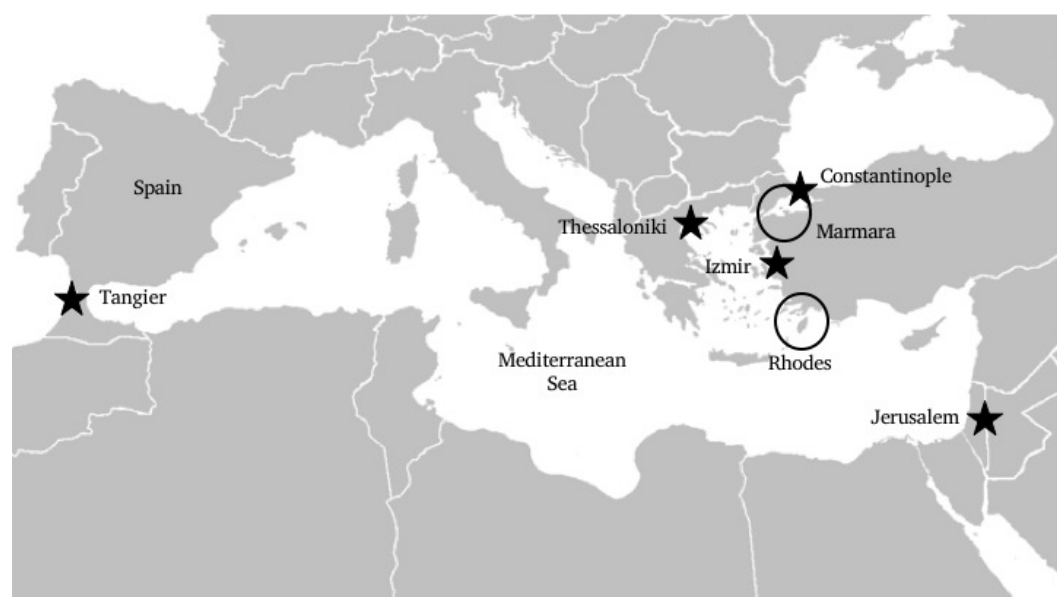 Spain
Constantinople
Thessaloniki
Marmara
Izmir
Tangier
Mediterranean
Sea
Rhodes
Jerusalem